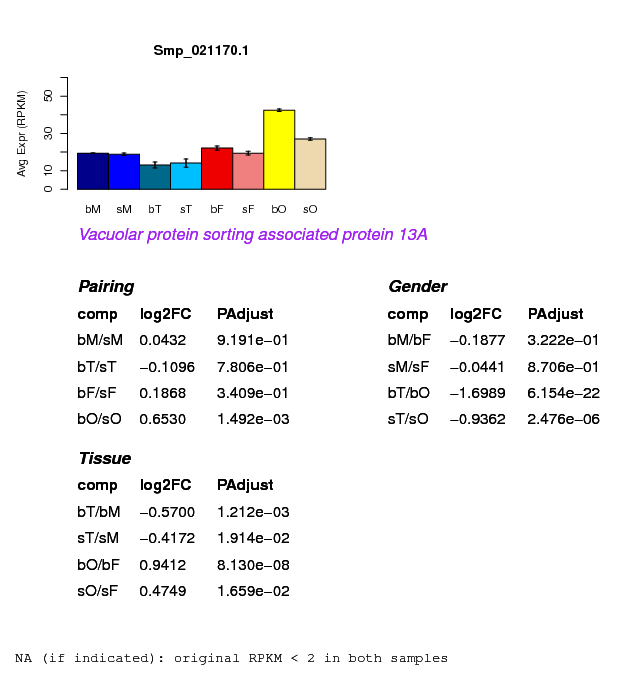 Smp_021170.1
Avg Expr (RPKM)
0 10 30 50
bM sM bT sT bF sF bO sO
Vacuolar protein sorting associated protein 13A
Pairing
comp log2FC PAdjust
bM/sM 0.0432 9.191e−01
bT/sT −0.1096 7.806e−01
bF/sF 0.1868 3.409e−01
bO/sO 0.6530 1.492e−03
Gender
comp log2FC PAdjust
bM/bF −0.1877 3.222e−01
sM/sF −0.0441 8.706e−01
bT/bO −1.6989 6.154e−22
sT/sO −0.9362 2.476e−06
Tissue
comp log2FC PAdjust
bT/bM −0.5700 1.212e−03
sT/sM −0.4172 1.914e−02
bO/bF 0.9412 8.130e−08
sO/sF 0.4749 1.659e−02
NA (if indicated): original RPKM < 2 in both samples